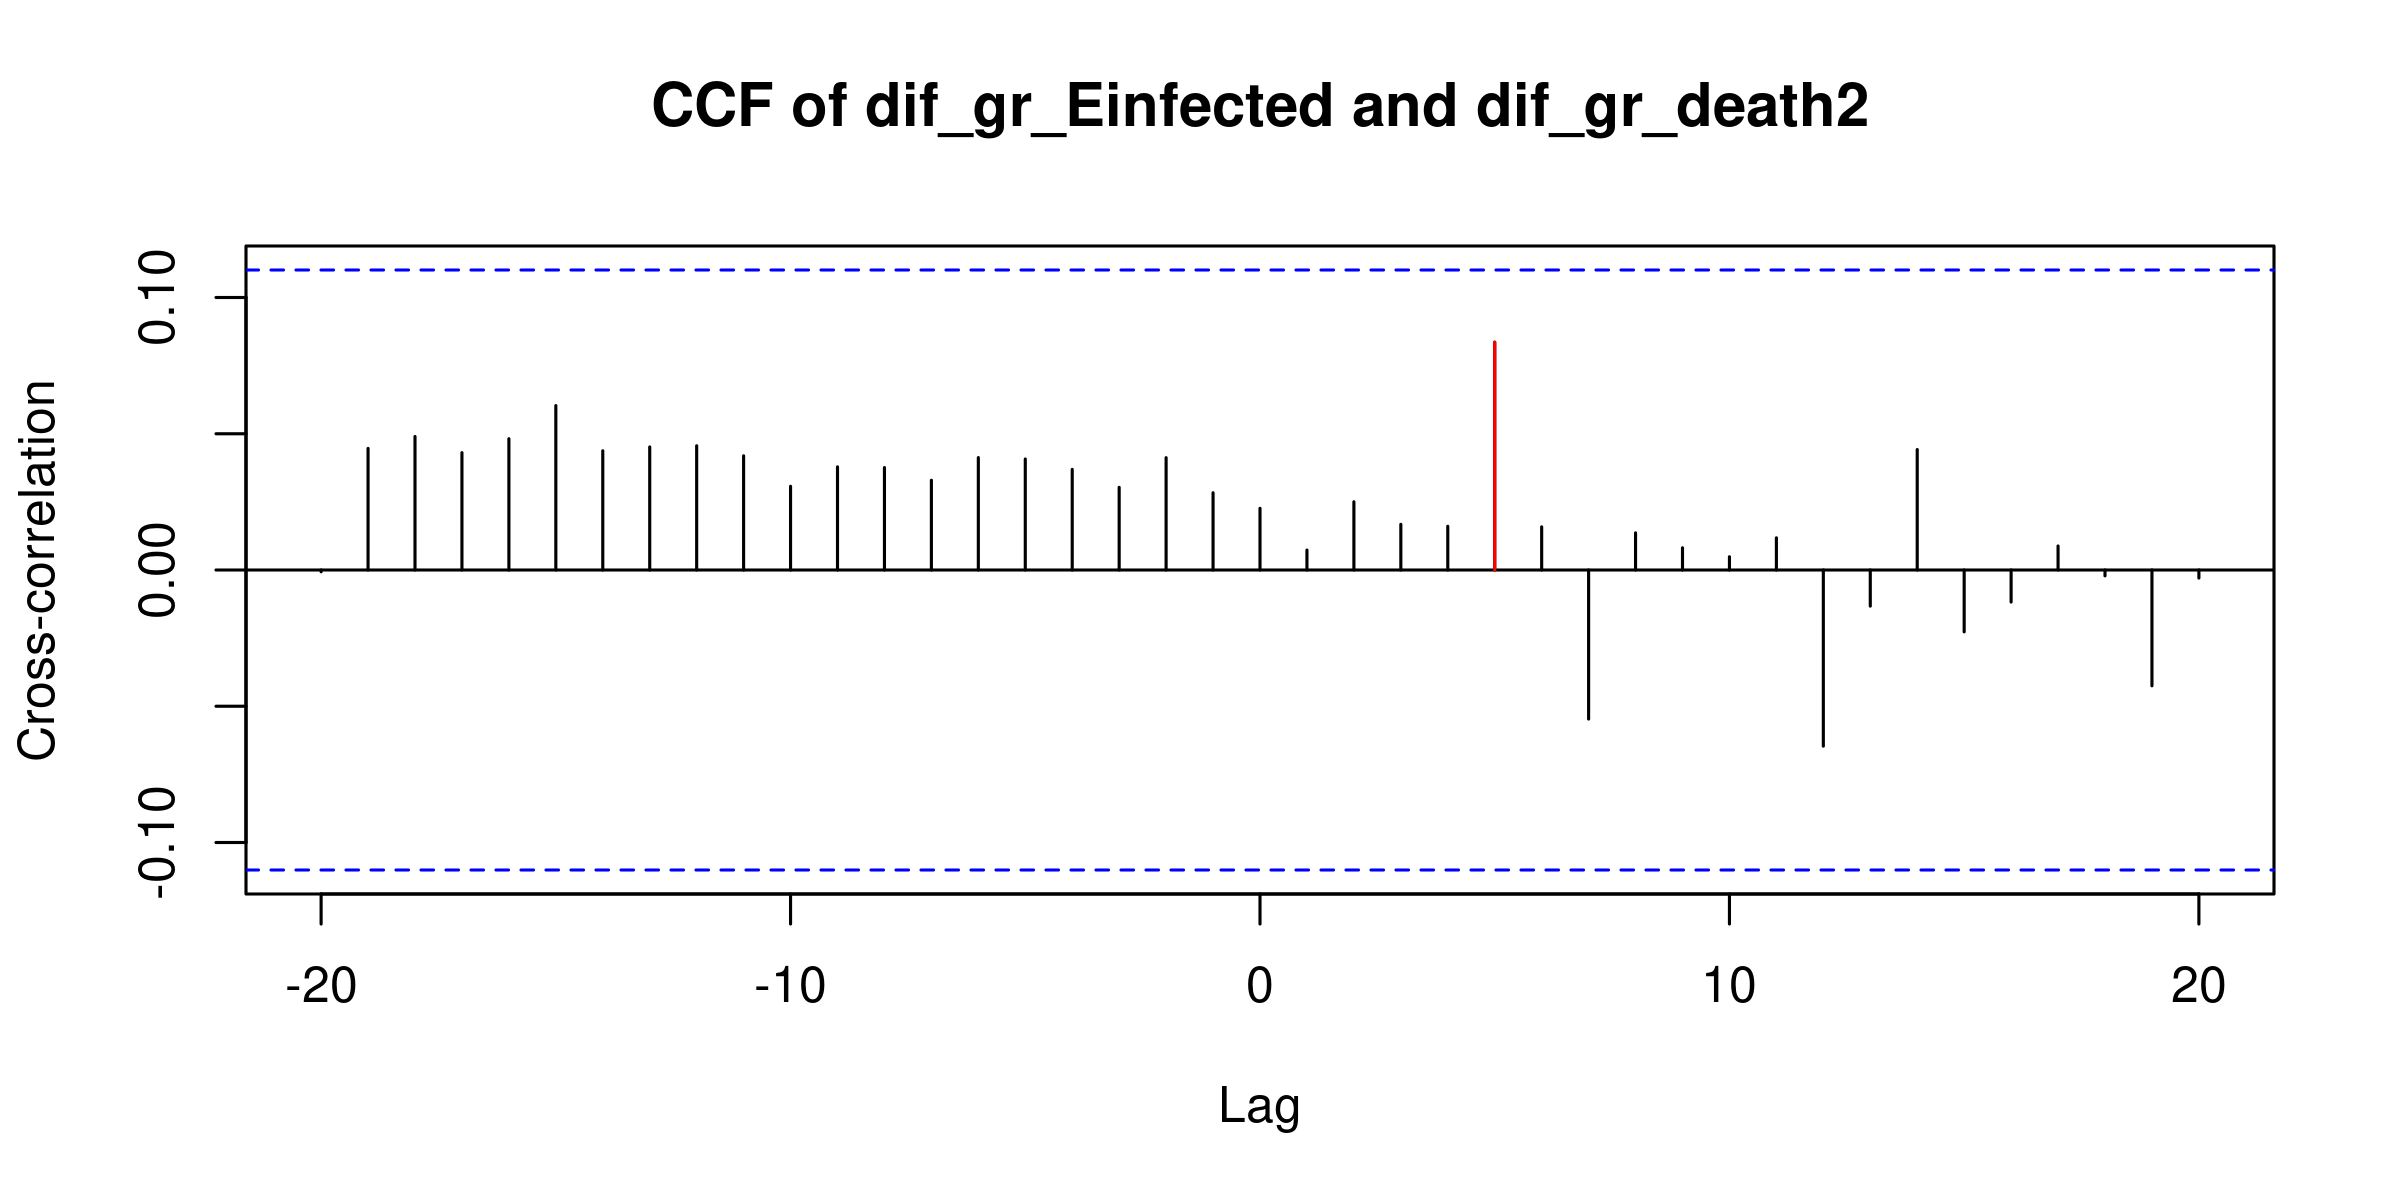 CCF of dif_gr_Einfected and dif_gr_death2
Cross-correlation
0.10
0.00
-0.10
-20 -10 0 10 20
Lag